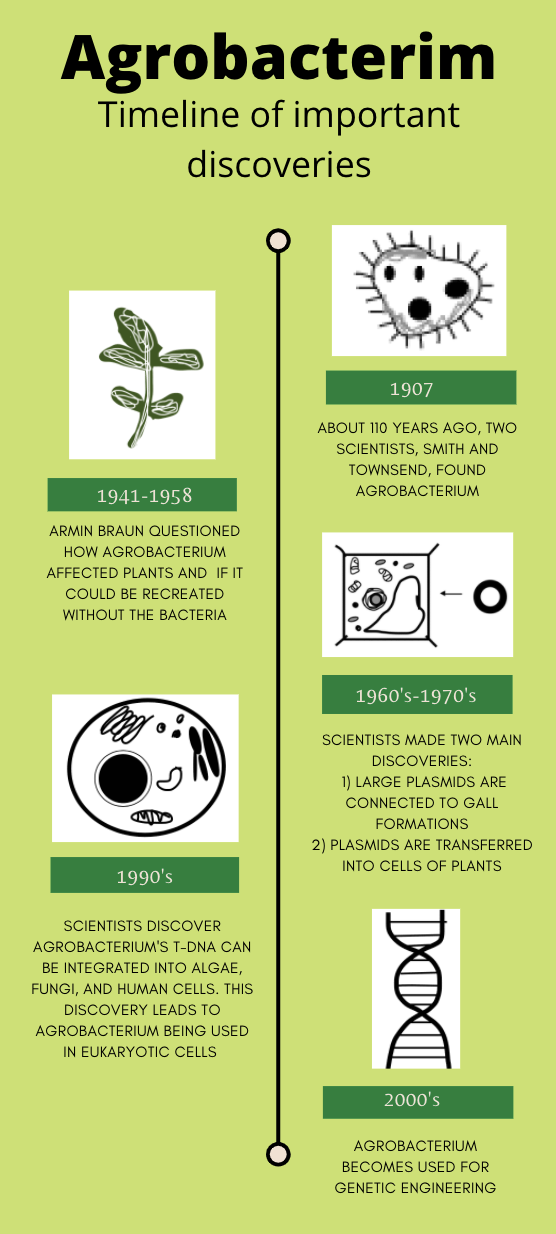 Agrobacterim
Timeline of important
discoveries
1907
ABOUT 110 YEARS AGO, TWO
SCIENTISTS, SMITH AND
TOWNSEND, FOUND
AGROBACTERIUM
1941-1958
ARMIN BRAUN QUESTIONED
HOW AGROBACTERIUM
AFFECTED PLANTS AND IF IT
COULD BE RECREATED
WITHOUT THE BACTERIA
1960's-1970's
SCIENTISTS MADE TWO MAIN
DISCOVERIES:
1) LARGE PLASMIDS ARE
CONNECTED TO GALL
FORMATIONS
2) PLASMIDS ARE TRANSFERRED
INTO CELLS OF PLANTS
1990's
SCIENTISTS DISCOVER
AGROBACTERIUM'S T-DNA CAN
BE INTEGRATED INTO ALGAE,
FUNGI, AND HUMAN CELLS. THIS
DISCOVERY LEADS TO
AGROBACTERIUM BEING USED
IN EUKARYOTIC CELLS
2000's
AGROBACTERIUM
BECOMES USED FOR
GENETIC ENGINEERING